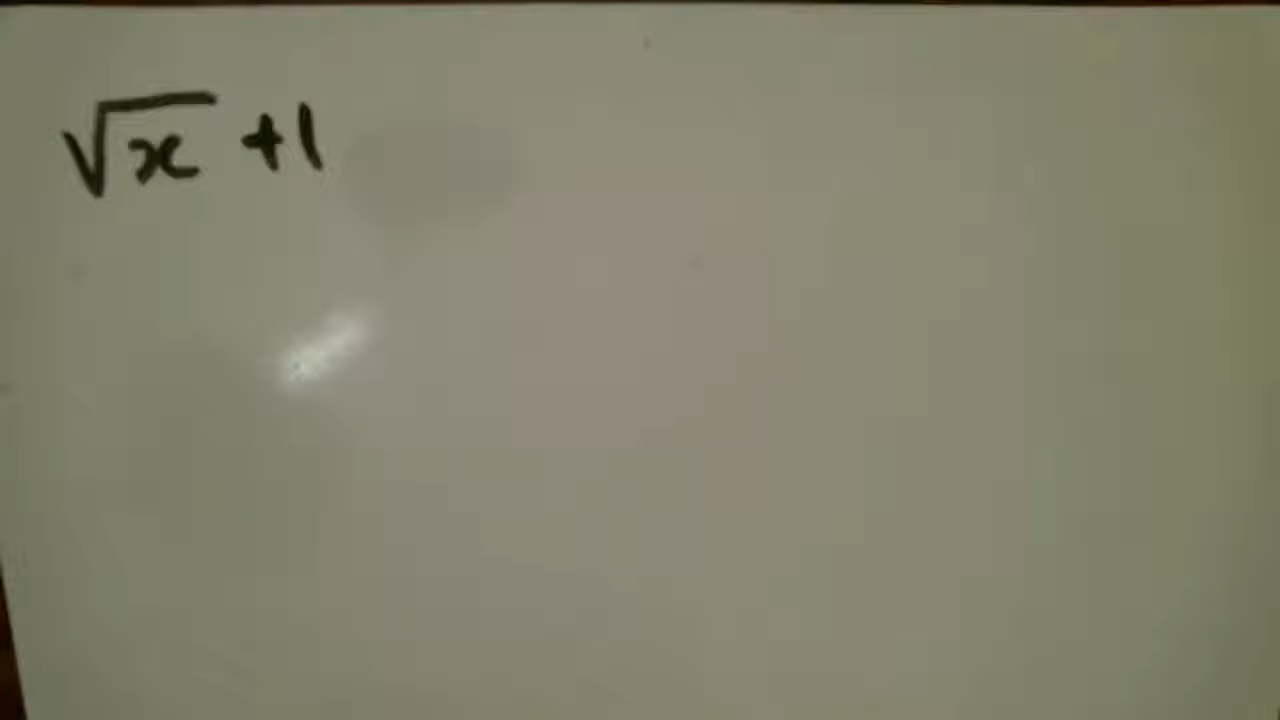 √x + 1